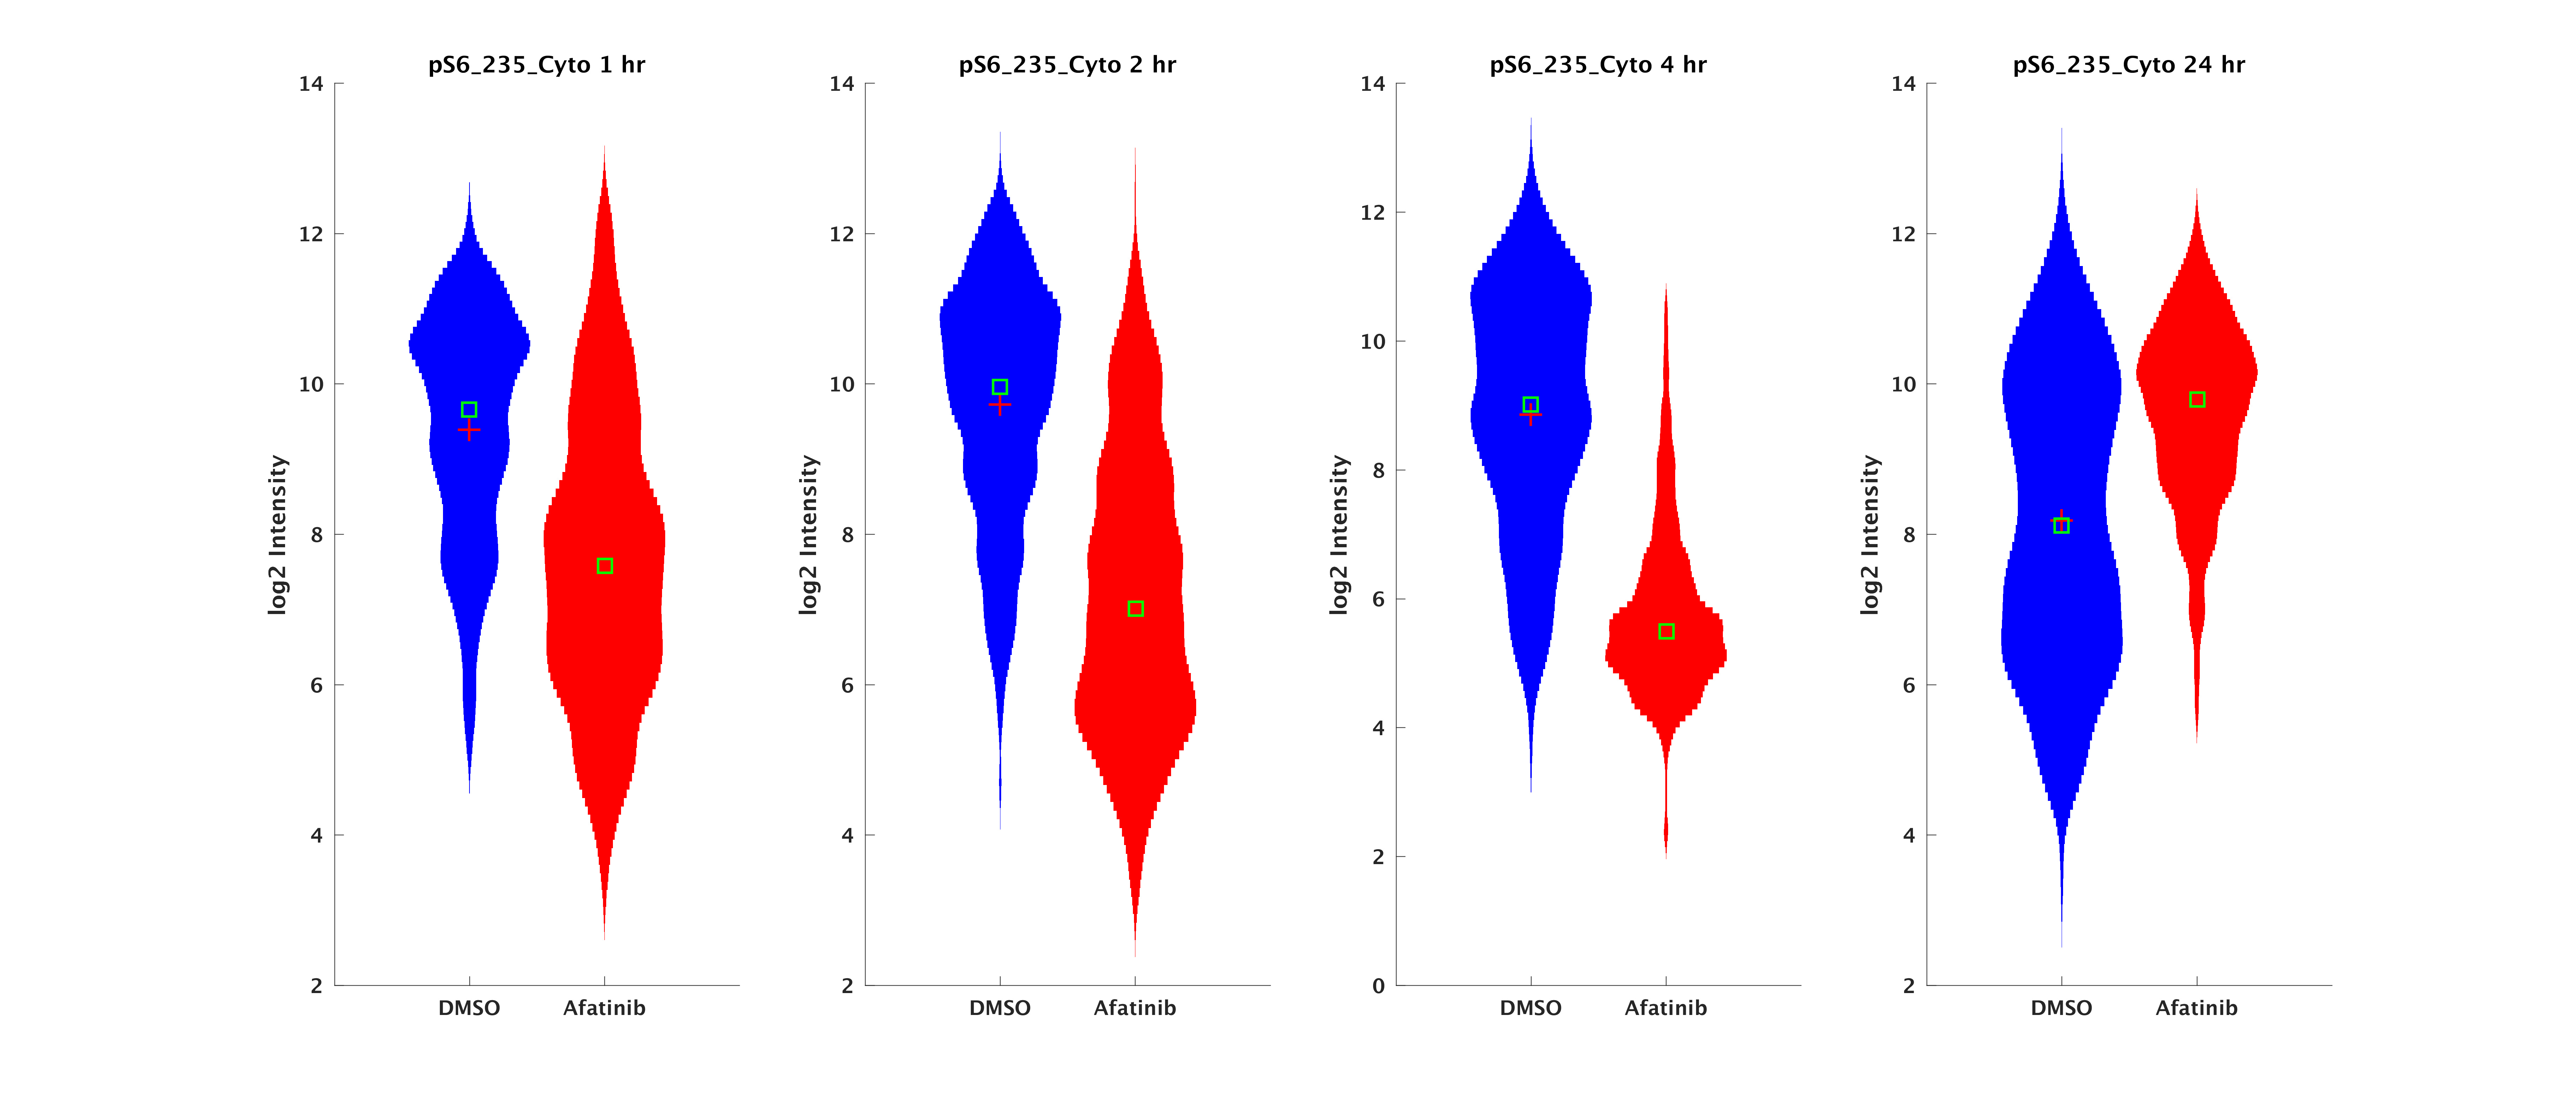 pS6_235_Cyto 1 hr
14
12
10
8
6
4
2
log2 Intensity
DMSO
Afatinib
pS6_235_Cyto 2 hr
14
12
10
8
6
4
2
log2 Intensity
DMSO
Afatinib
pS6_235_Cyto 4 hr
14
12
10
8
6
4
2
0
log2 Intensity
DMSO
Afatinib
pS6_235_Cyto 24 hr
14
12
10
8
6
4
2
log2 Intensity
DMSO
Afatinib